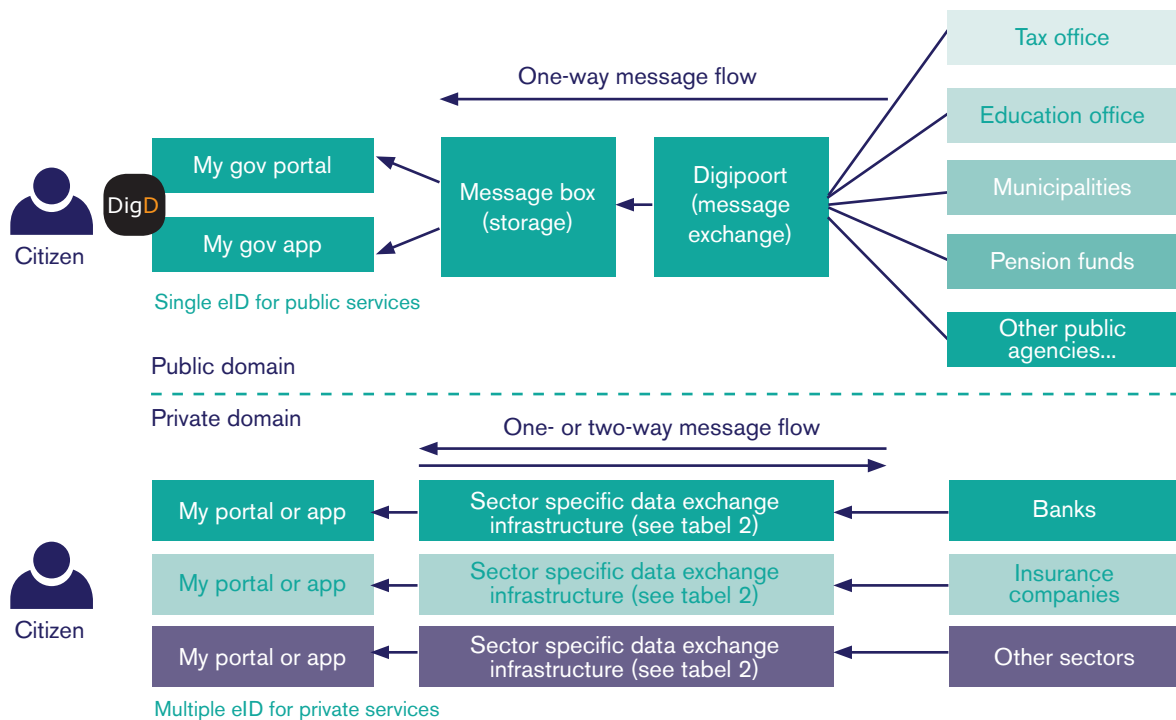 Tax office
One-way message flow
Education office
My gov portal
Message box
(storage)
Digipoort
(message
exchange)
Municipalities
DigD
My gov app
Citizen
Pension funds
Single eID for public services
Other public
agencies...
Public domain
Private domain
One- or two-way message flow
My portal or app
Sector specific data exchange
infrastructure (see tabel 2)
Banks
My portal or app
Sector specific data exchange
infrastructure (see tabel 2)
Insurance
companies
Citizen
My portal or app
Sector specific data exchange
infrastructure (see tabel 2)
Other sectors
Multiple eID for private services